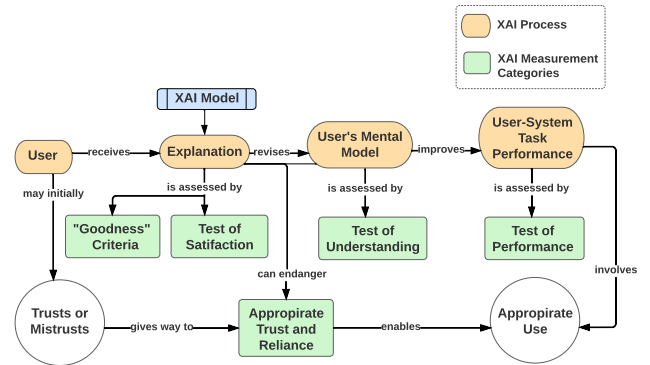 XAI Process
XAI Measurement
Categories
XAI Model
User
receives
Explanation
revises
User's Mental
Model
improves
User-System
Task
Performance
may initially
is assessed by
is assessed by
is assessed by
"Goodness"
Criteria
Test of
Satifaction
Test of
Understanding
Test of
Performance
can endanger
involves
Trusts or
Mistrusts
gives way to
Appropirate
Trust and
Reliance
enables
Appropirate
Use